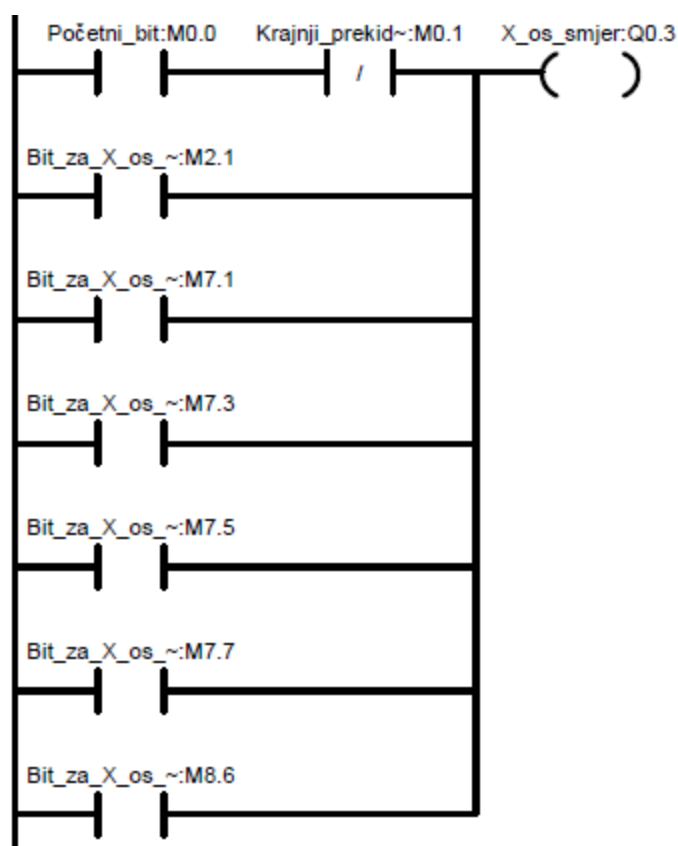 Početni_bit:M0.0 Krajnji_prekid~:M0.1 X_os_smjer:Q0.3
/
Bit_za_X_os_~:M2.1
Bit_za_X_os_~:M7.1
Bit_za_X_os_~:M7.3
Bit_za_X_os_~:M7.5
Bit_za_X_os_~:M7.7
Bit_za_X_os_~:M8.6